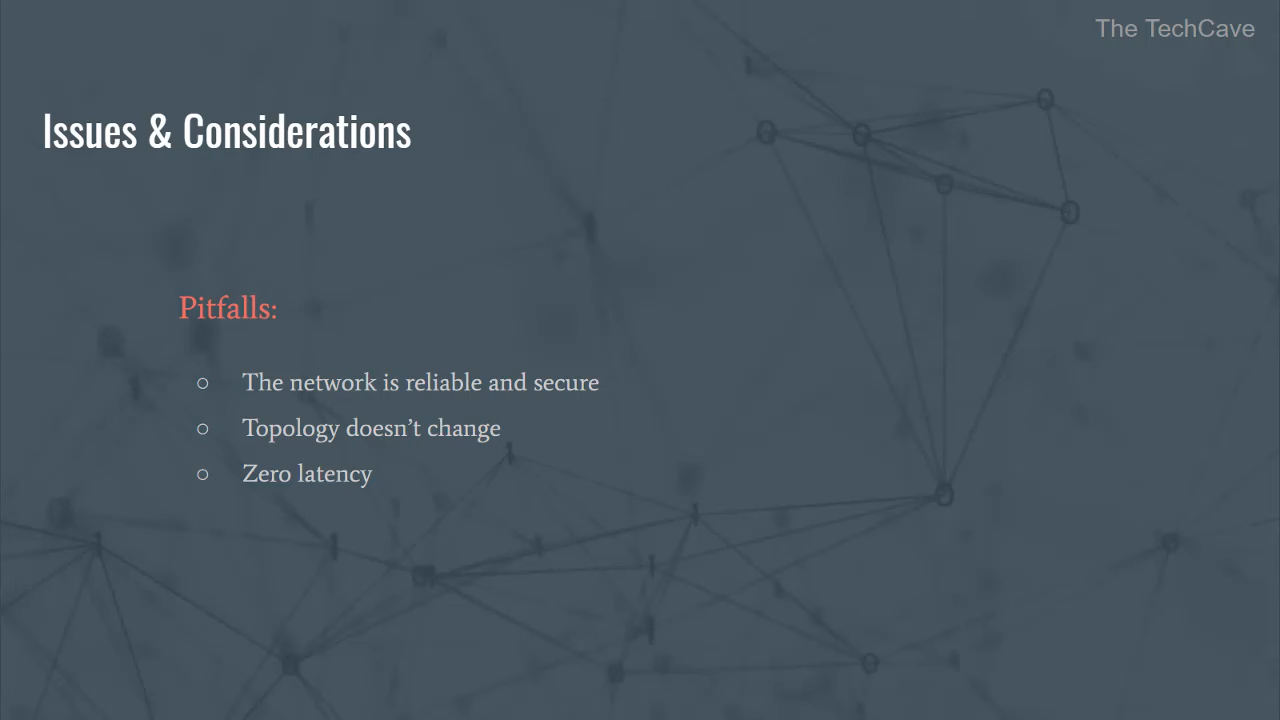 The TechCave
Issues & Considerations
Pitfalls:
○ The network is reliable and secure
○ Topology doesn’t change
○ Zero latency